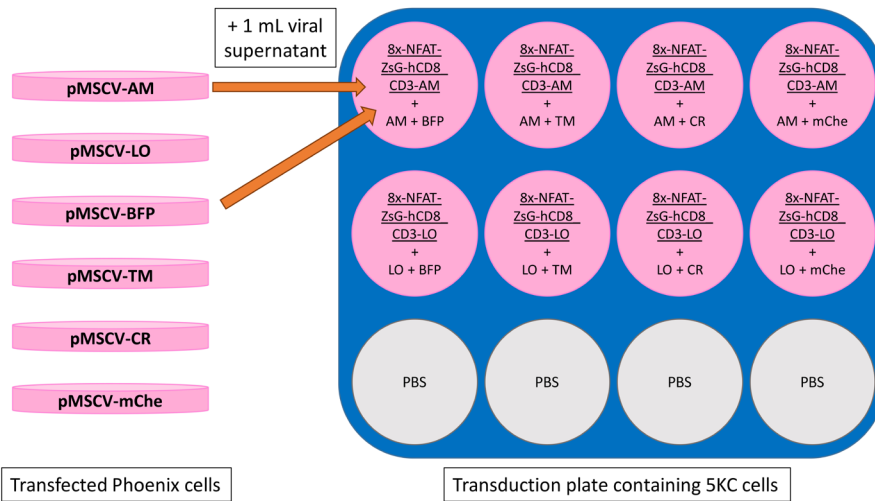 + 1 mL viral
supernatant
pMSCV-AM
pMSCV-LO
pMSCV-BFP
pMSCV-TM
pMSCV-CR
pMSCV-mChe
Transfected Phoenix cells
8x-NFAT-
ZsG-hCD8
CD3-AM
+
AM + BFP
8x-NFAT-
ZsG-hCD8
CD3-AM
+
AM + TM
8x-NFAT-
ZsG-hCD8
CD3-AM
+
AM + CR
8x-NFAT-
ZsG-hCD8
CD3-AM
+
AM + mChe
8x-NFAT-
ZsG-hCD8
CD3-LO
+
LO + BFP
8x-NFAT-
ZsG-hCD8
CD3-LO
+
LO + TM
8x-NFAT-
ZsG-hCD8
CD3-LO
+
LO + CR
8x-NFAT-
ZsG-hCD8
CD3-LO
+
LO + mChe
PBS
PBS
PBS
PBS
Transduction plate containing 5KC cells